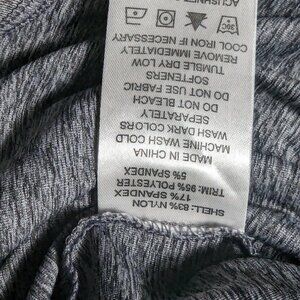 SHELL: 83% NYLON
17% SPANDEX
TRIM: 95% POLYESTER
5% SPANDEX
MADE IN CHINA
MACHINE WASH COLD
WASH DARK COLORS
SEPARATELY
DO NOT BLEACH
DO NOT USE FABRIC
SOFTENERS
TUMBLE DRY LOW
REMOVE IMMEDIATELY
COOL IRON IF NECESSARY